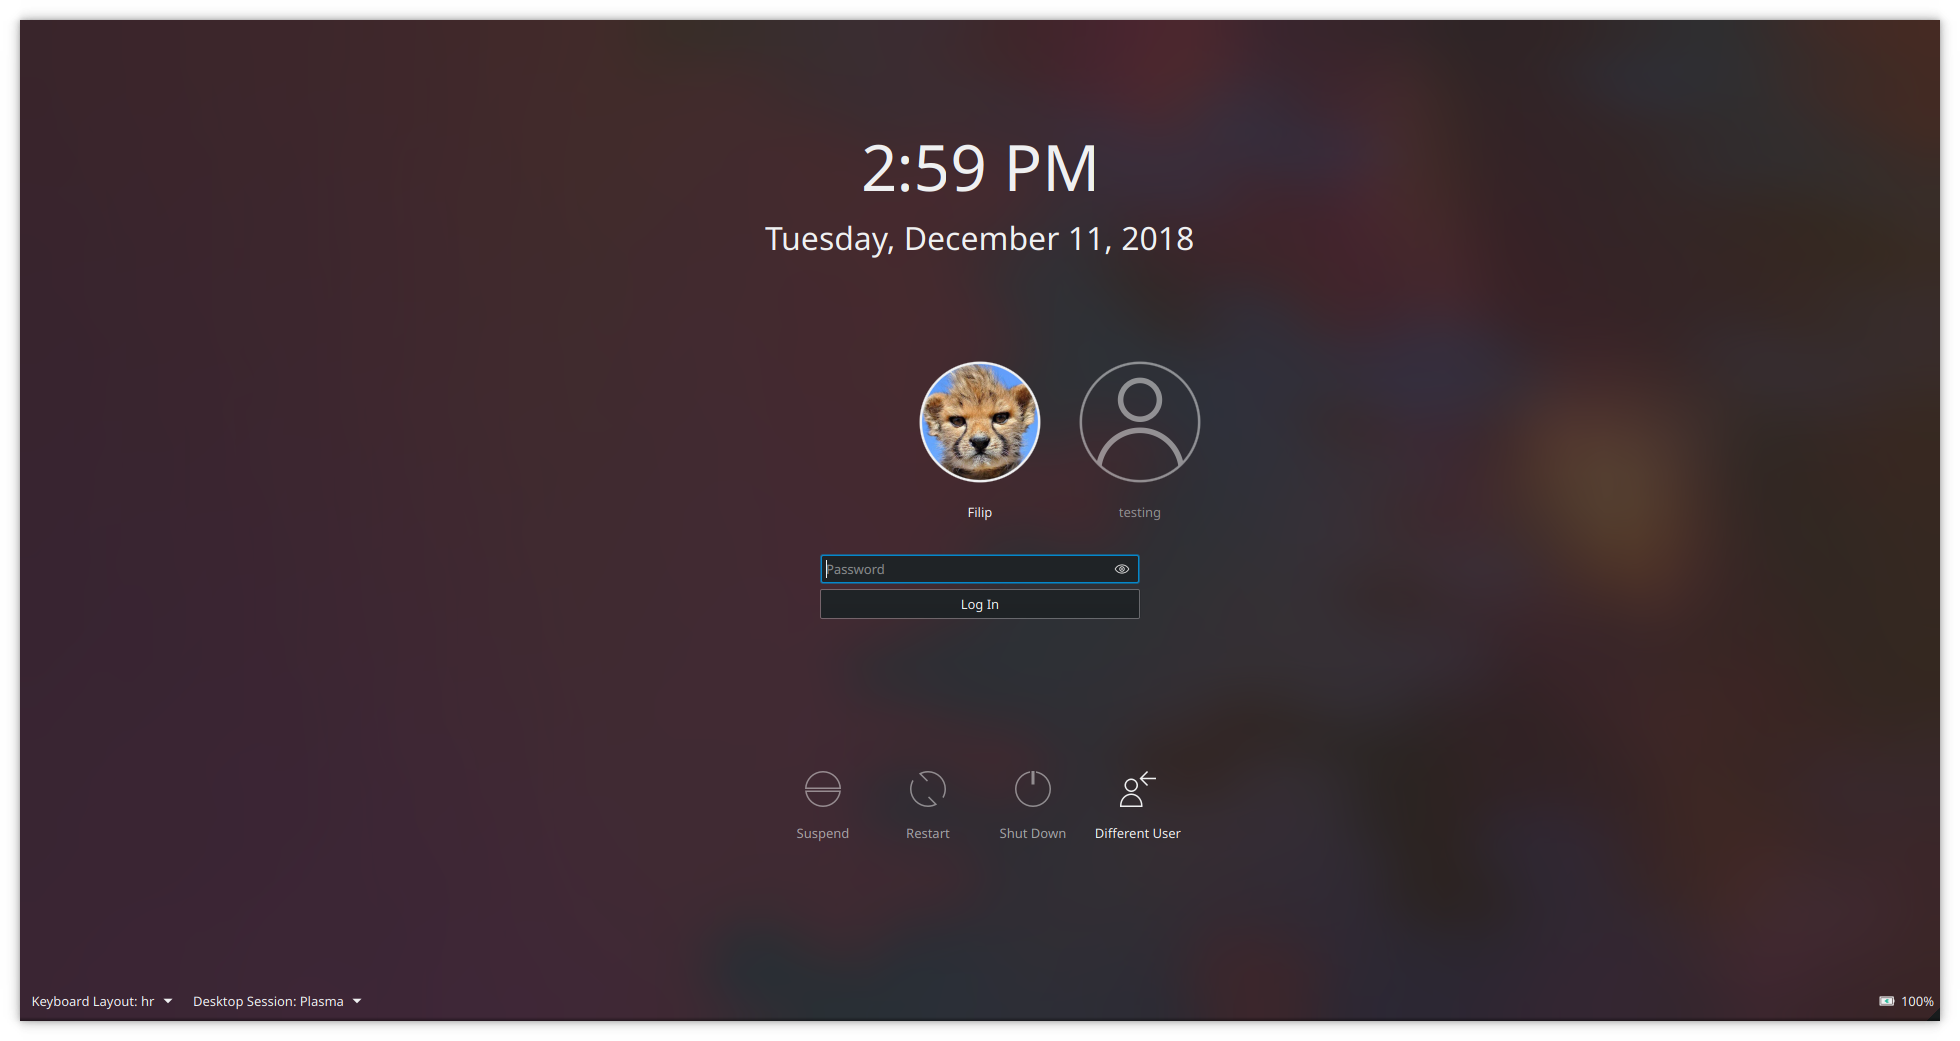 2:59 PM
Tuesday, December 11, 2018
Filip
testing
Password
Log In
Suspend
Restart
Shut Down
Different User
Keyboard Layout: hr
Desktop Session: Plasma
100%